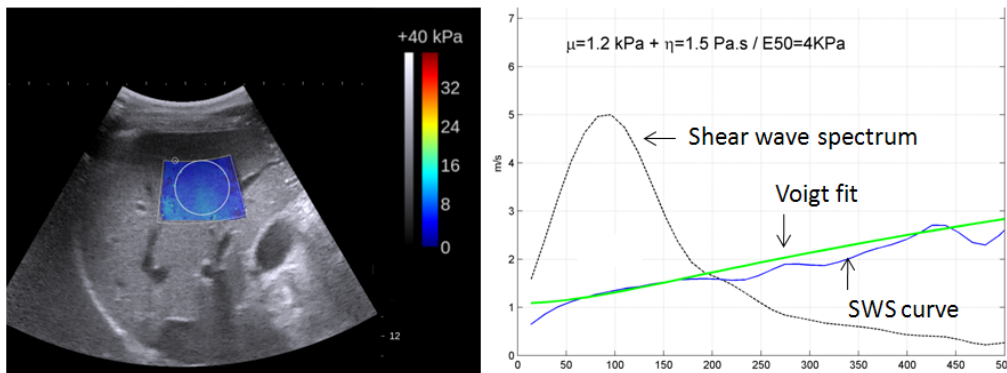 +40 kPa
32
24
16
8
0
12
μ=1.2 kPa + η=1.5 Pa.s / E50=4KPa
Shear wave spectrum
Voigt fit
SWS curve
m/s
7
6
5
4
3
2
1
0
0 50 100 150 200 250 300 350 400 450 500